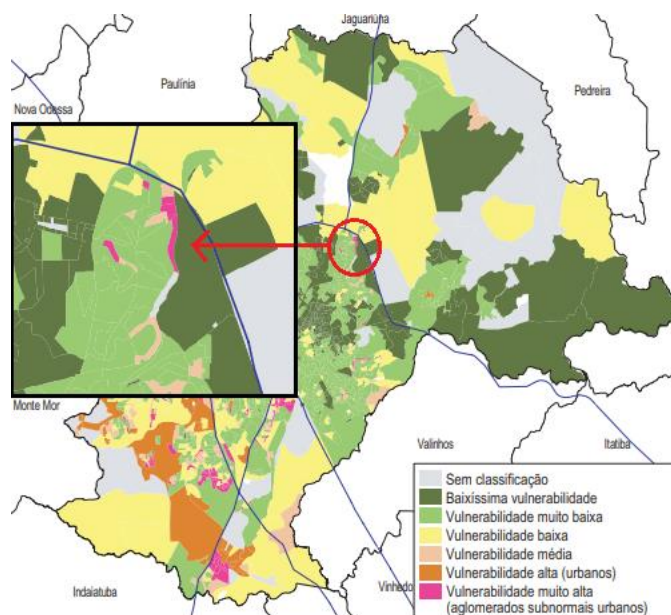 Jaguariúna
Paulínia
Pedreira
Nova Odessa
Monte Mor
Valinhos
Itatiba
Indaiatuba
Vinhedo
Sem classificação
Baixíssima vulnerabilidade
Vulnerabilidade muito baixa
Vulnerabilidade baixa
Vulnerabilidade média
Vulnerabilidade alta (urbanos)
Vulnerabilidade muito alta
(aglomerados subnormais urbanos)